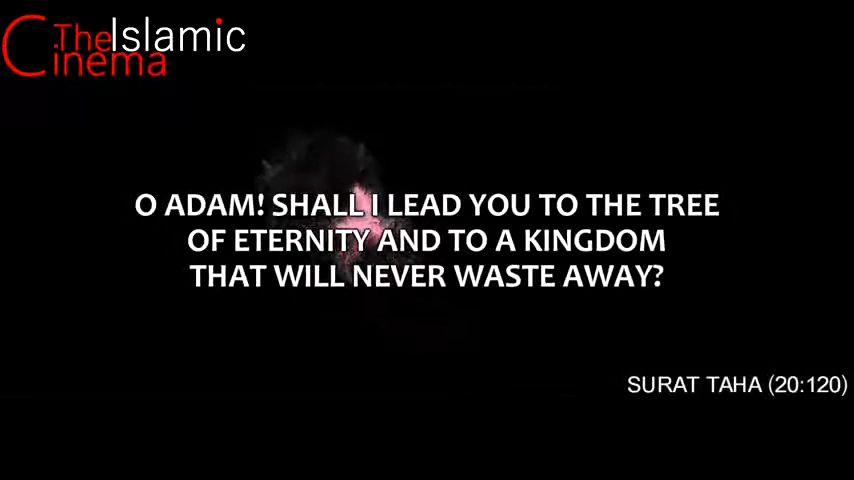 The Islamic
Cinema
O ADAM! SHALL I LEAD YOU TO THE TREE
OF ETERNITY AND TO A KINGDOM
THAT WILL NEVER WASTE AWAY?
SURAT TAHA (20:120)